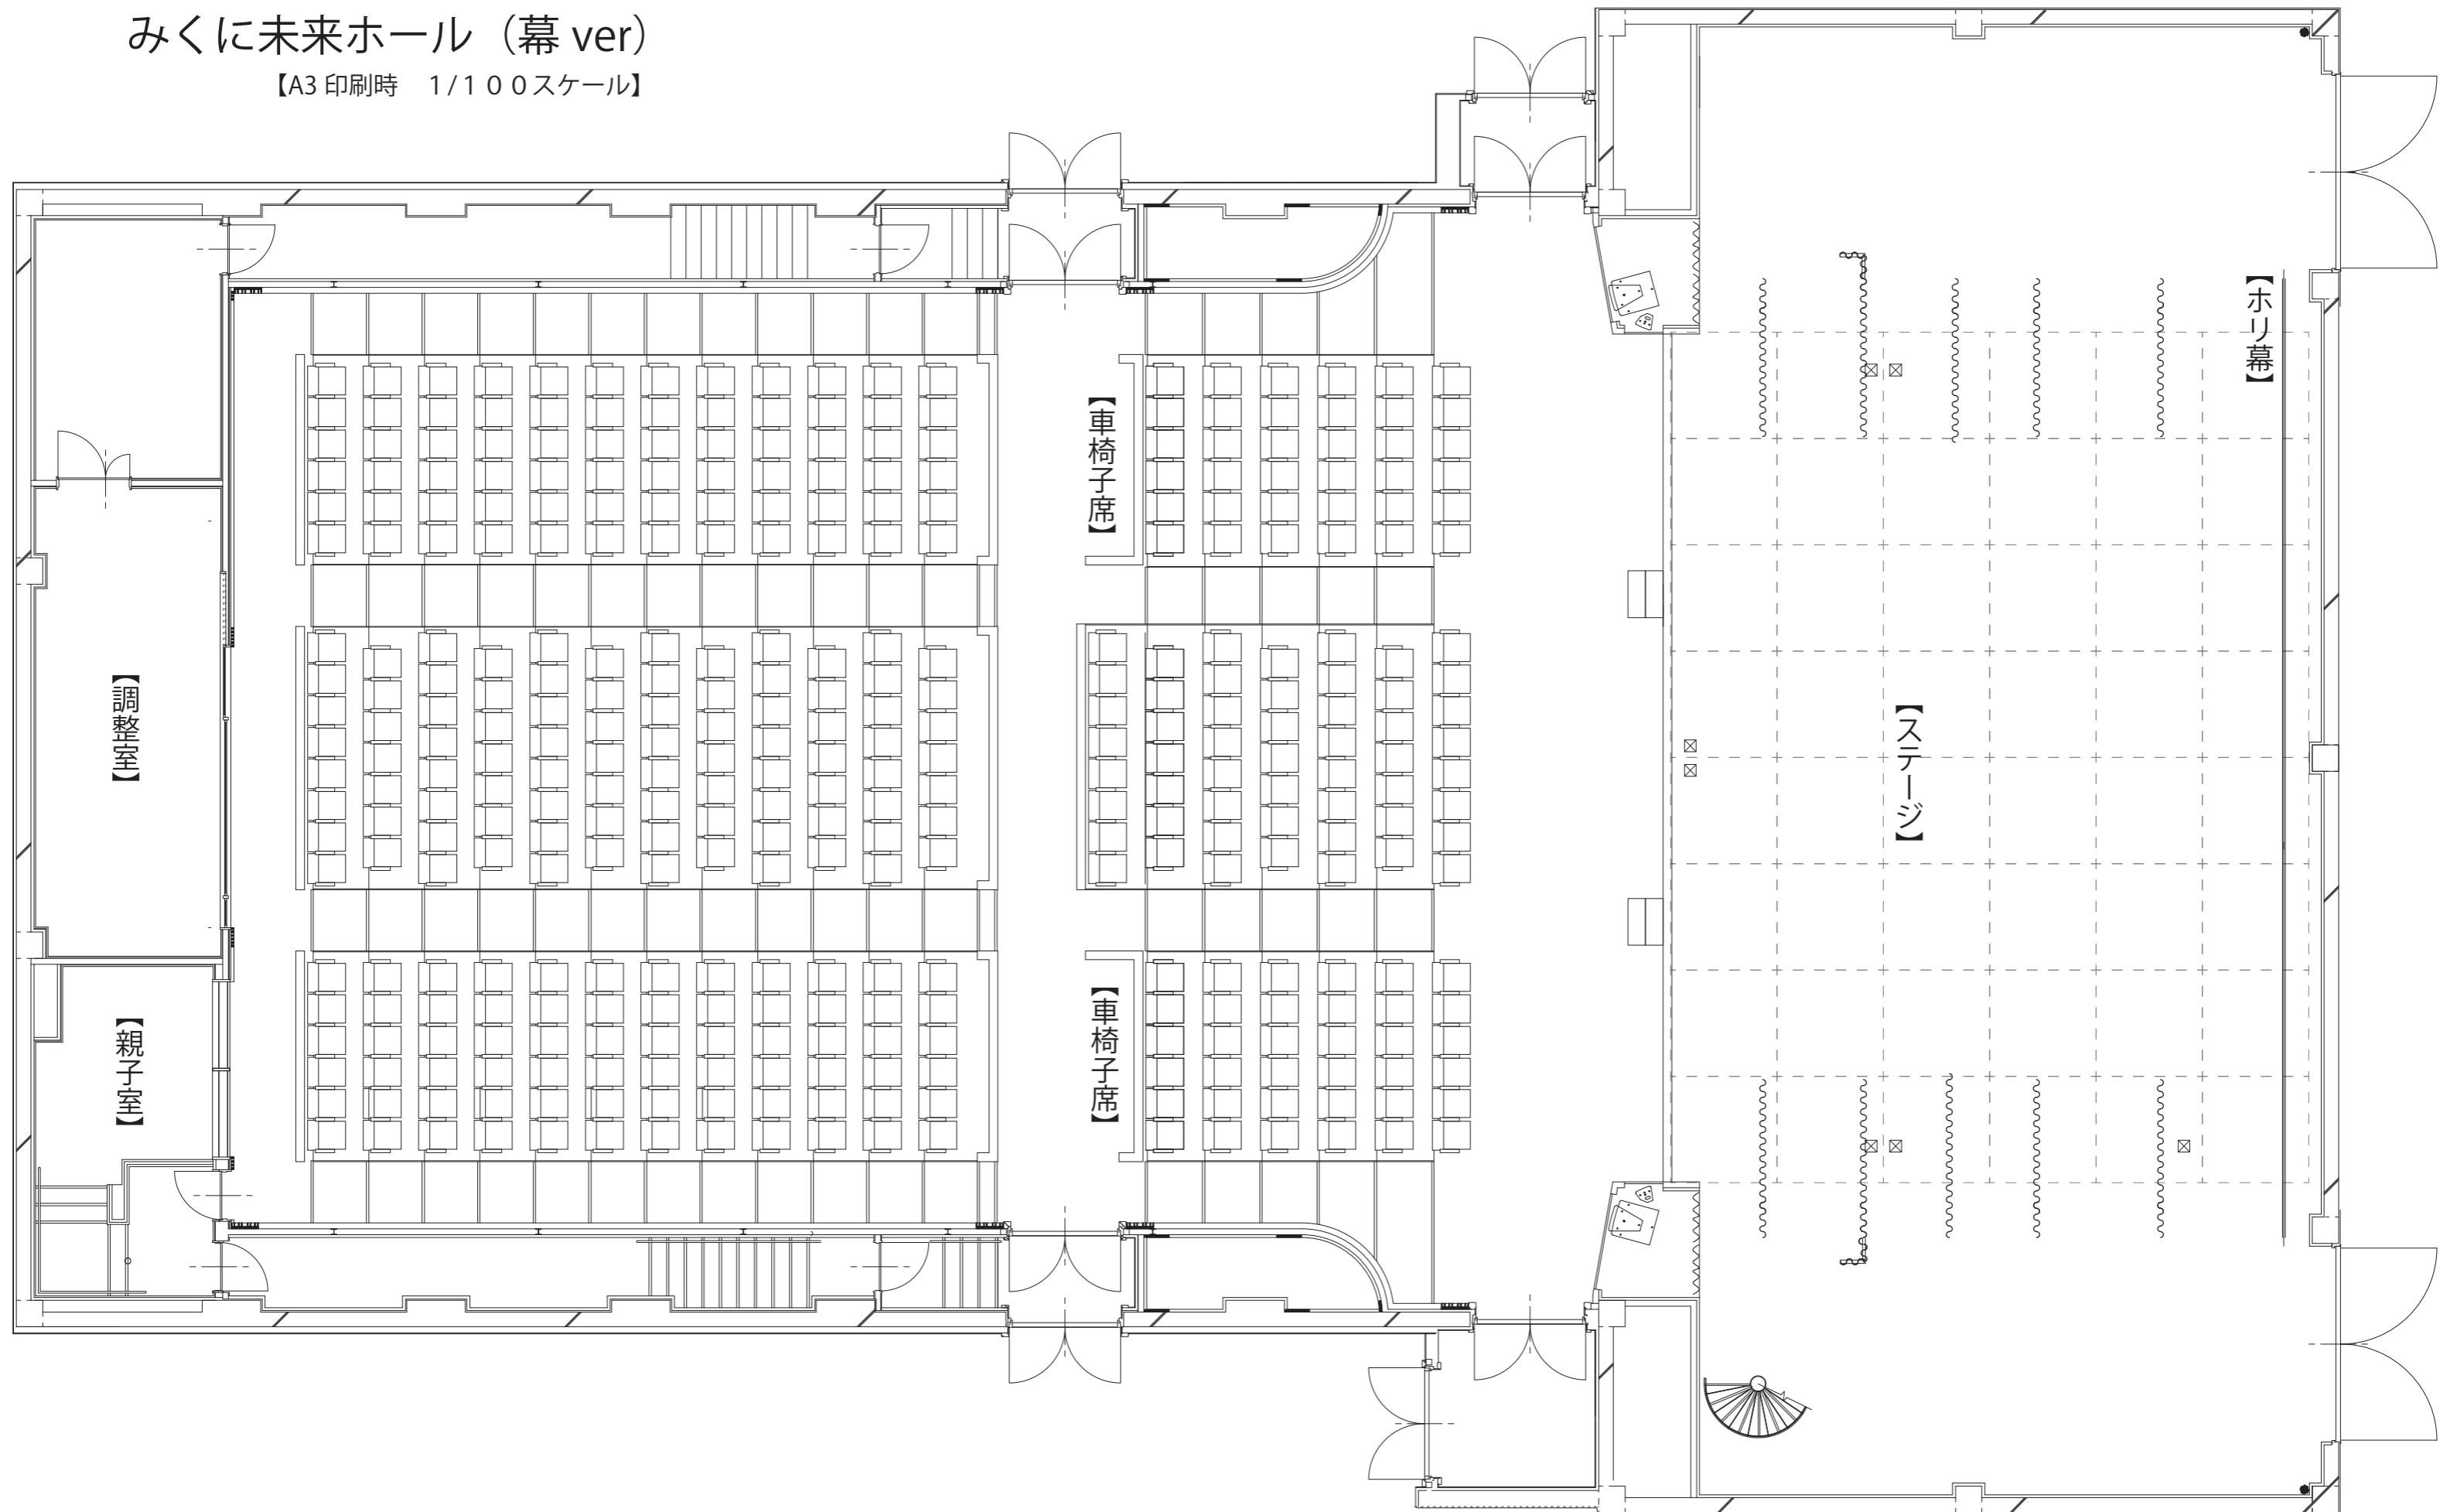 みくに未来ホール（幕 ver）
【A3 印刷時　1/１００スケール】
【ホリ幕】
【車椅子席】
【調整室】
【ステージ】
【親子室】
【車椅子席】